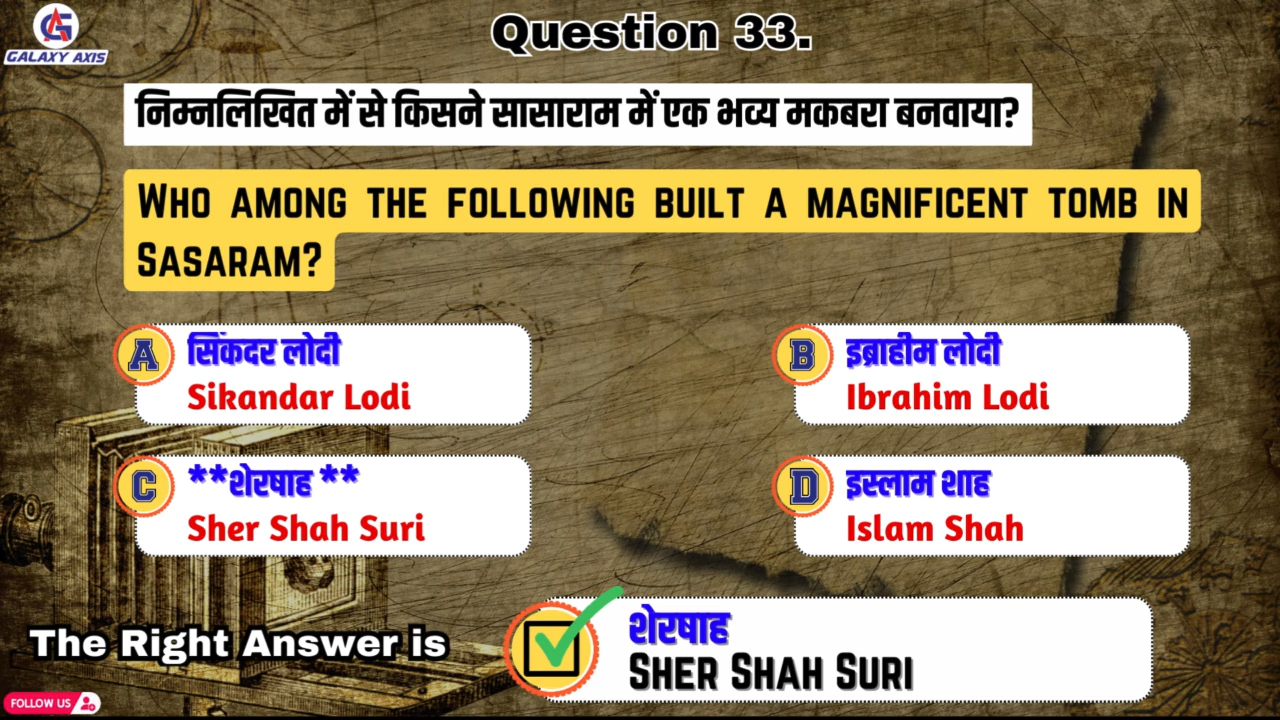 GALAXY AXIS
Question 33.
निम्नलिखित में से किसने सासाराम में एक भव्य मकबरा बनवाया?
Who among the following built a magnificent tomb in
Sasaram?
A सिंकदर लोदी
Sikandar Lodi
B इब्राहीम लोदी
Ibrahim Lodi
C **शेरषाह **
Sher Shah Suri
D इस्लाम शाह
Islam Shah
The Right Answer is
शेरषाह
Sher Shah Suri
FOLLOW US